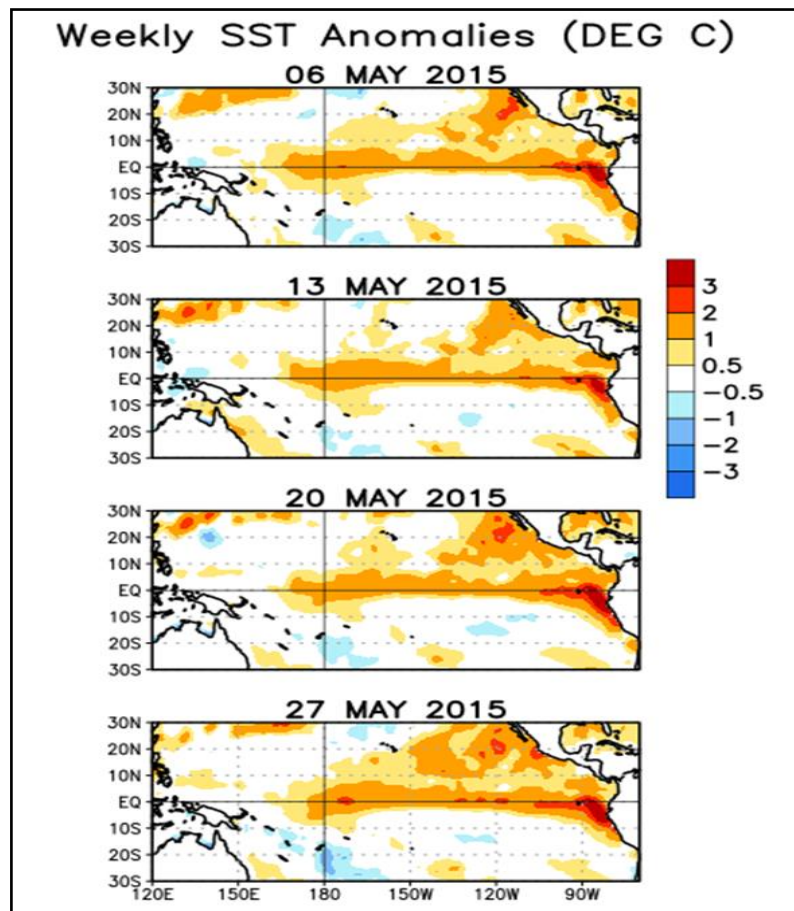 Weekly SST Anomalies (DEG C)
06 MAY 2015
30N
20N
10N
EQ
10S
20S
30S
13 MAY 2015
30N
20N
10N
EQ
10S
20S
30S
3
2
1
0.5
-0.5
-1
-2
-3
20 MAY 2015
30N
20N
10N
EQ
10S
20S
30S
27 MAY 2015
30N
20N
10N
EQ
10S
20S
30S
120E 150E 180 150W 120W 90W